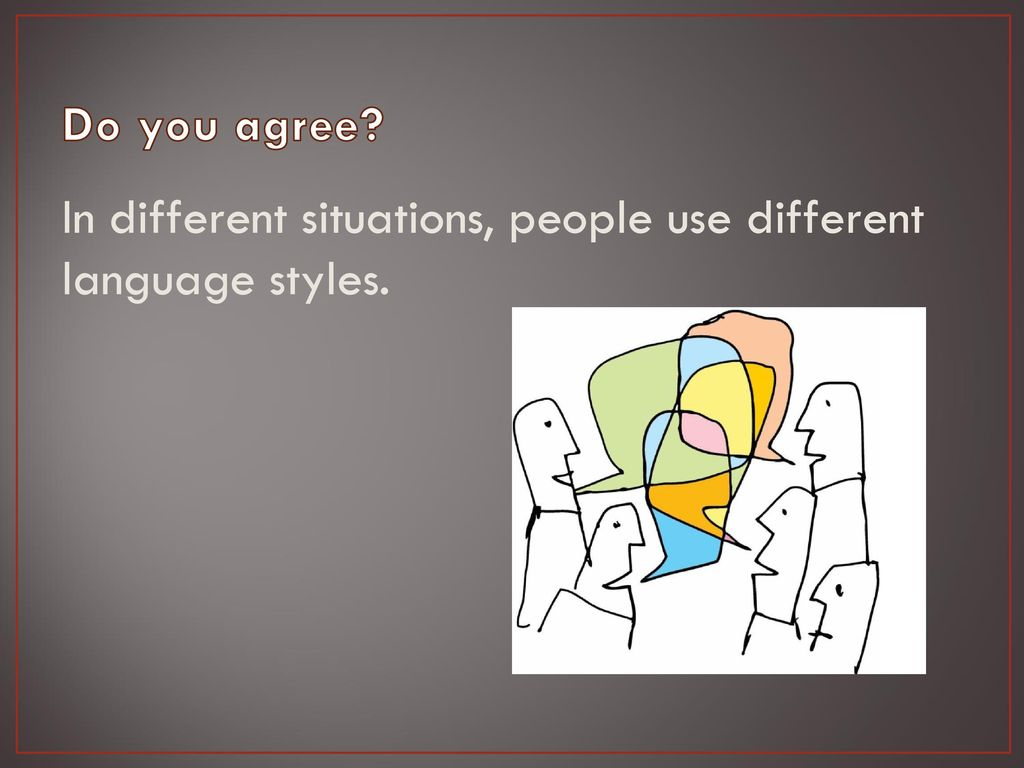 Do you agree?
In different situations, people use different
language styles.